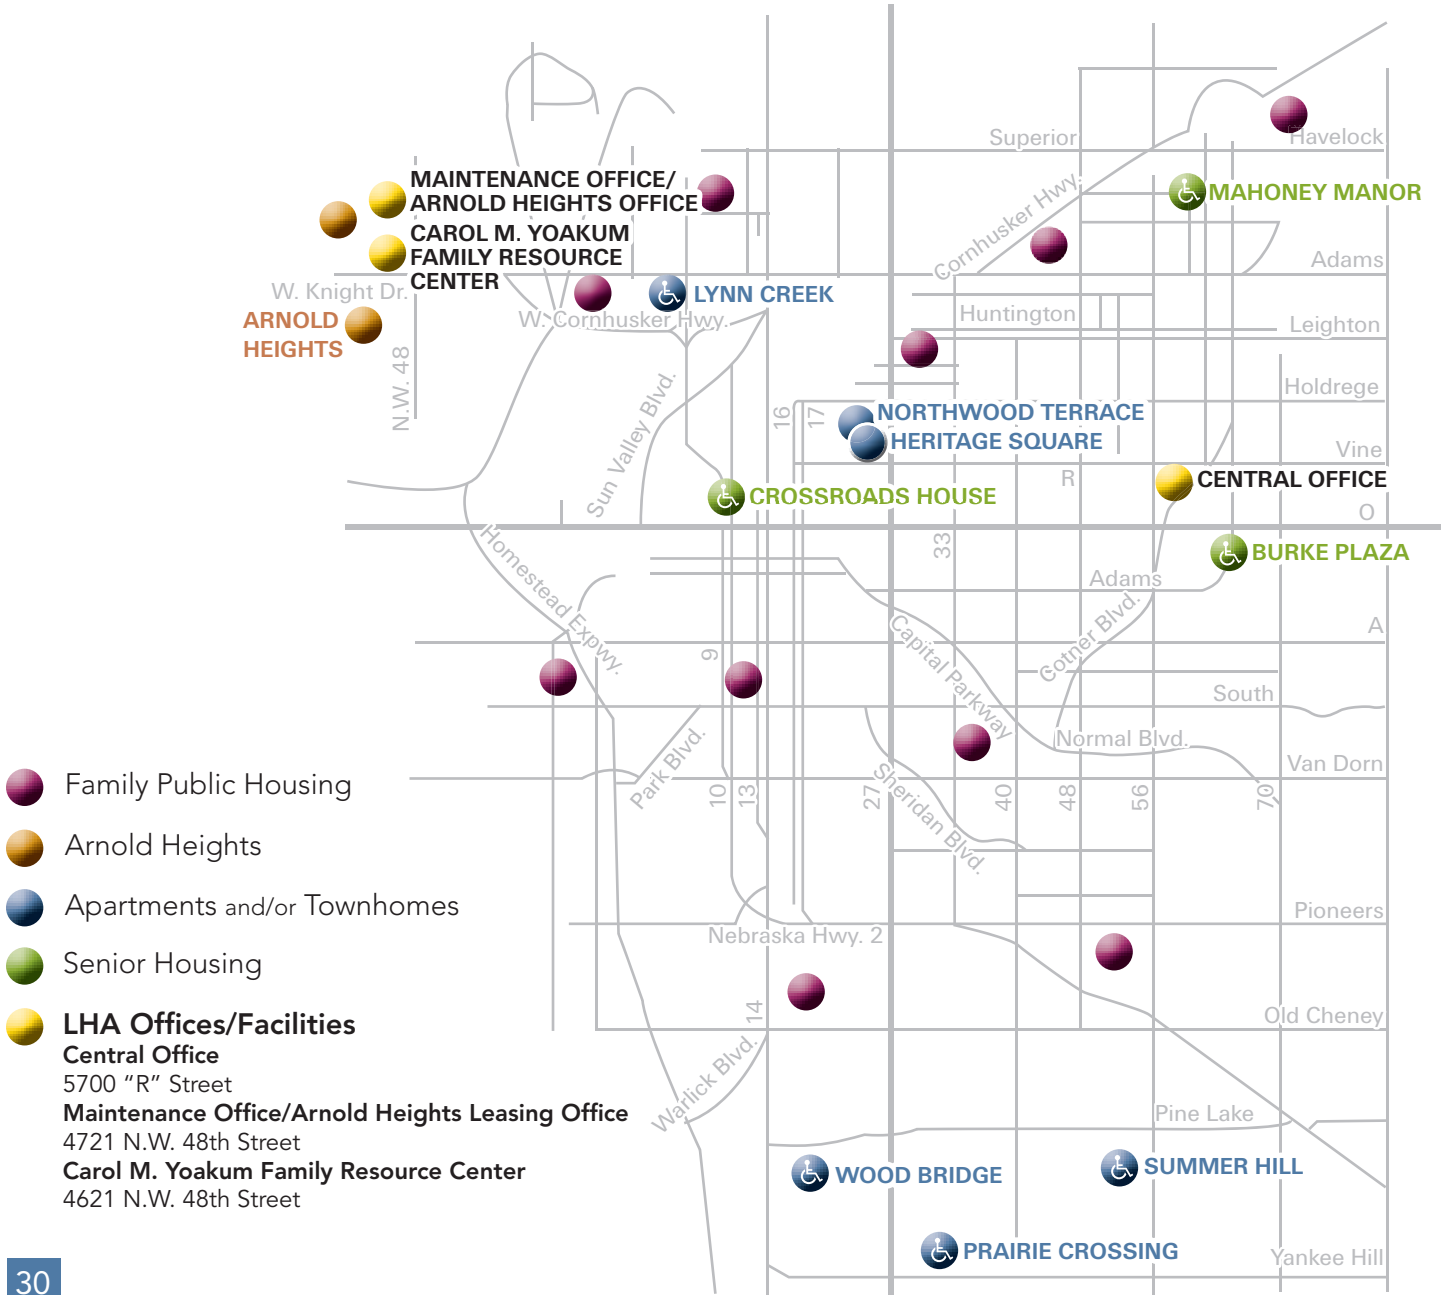 Superior
Havelock
MAINTENANCE OFFICE/
ARNOLD HEIGHTS OFFICE
MAHONEY MANOR
Cornhusker Hwy.
CAROL M. YOAKUM
FAMILY RESOURCE
CENTER
Adams
W. Knight Dr.
LYNN CREEK
ARNOLD
HEIGHTS
W. Cornhusker Hwy.
Huntington
Leighton
N.W. 48
Holdrege
Sun Valley Blvd.
16
17
NORTHWOOD TERRACE
HERITAGE SQUARE
Vine
R
CENTRAL OFFICE
CROSSROADS HOUSE
O
Homestead Expwy.
33
BURKE PLAZA
Adams
Cotner Blvd.
Capital Parkway
A
9
South
Normal Blvd.
Park Blvd.
Van Dorn
10
13
27
Sheridan Blvd.
40
48
56
70
Family Public Housing
Arnold Heights
Apartments and/or Townhomes
Senior Housing
Pioneers
Nebraska Hwy. 2
14
Old Cheney
LHA Offices/Facilities
Central Office
5700 “R” Street
Maintenance Office/Arnold Heights Leasing Office
4721 N.W. 48th Street
Carol M. Yoakum Family Resource Center
4621 N.W. 48th Street
Warlick Blvd.
Pine Lake
WOOD BRIDGE
SUMMER HILL
PRAIRIE CROSSING
Yankee Hill
30